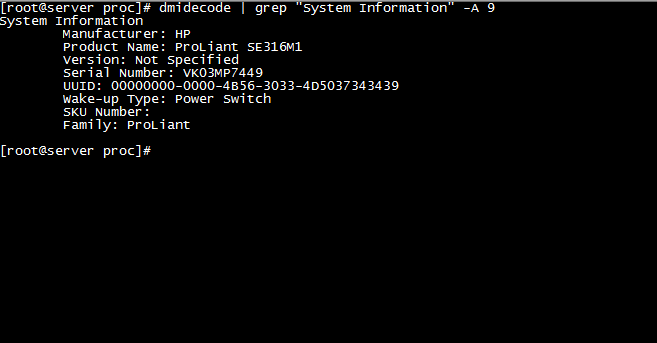 [root@server proc]# dmidecode | grep "System Information" -A 9
System Information
Manufacturer: HP
Product Name: ProLiant SE316M1
Version: Not Specified
Serial Number: VK03MP7449
UUID: 00000000-0000-4B56-3033-4D5037343439
Wake-up Type: Power Switch
SKU Number:
Family: ProLiant
[root@server proc]#